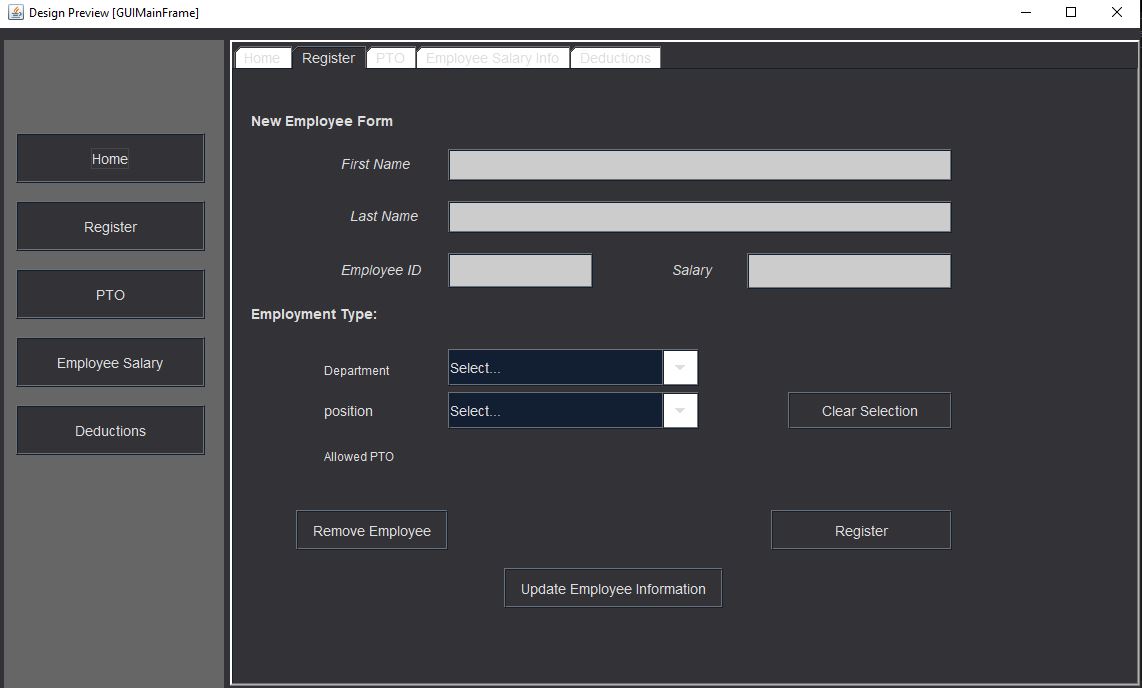 Design Preview [GUIMainFrame]
Home
Register
PTO
Employee Salary
Deductions
Home Register PTO Employee Salary Info Deductions
New Employee Form
First Name
Last Name
Employee ID Salary
Employment Type:
Department Select...
position Select... Clear Selection
Allowed PTO
Remove Employee Register
Update Employee Information